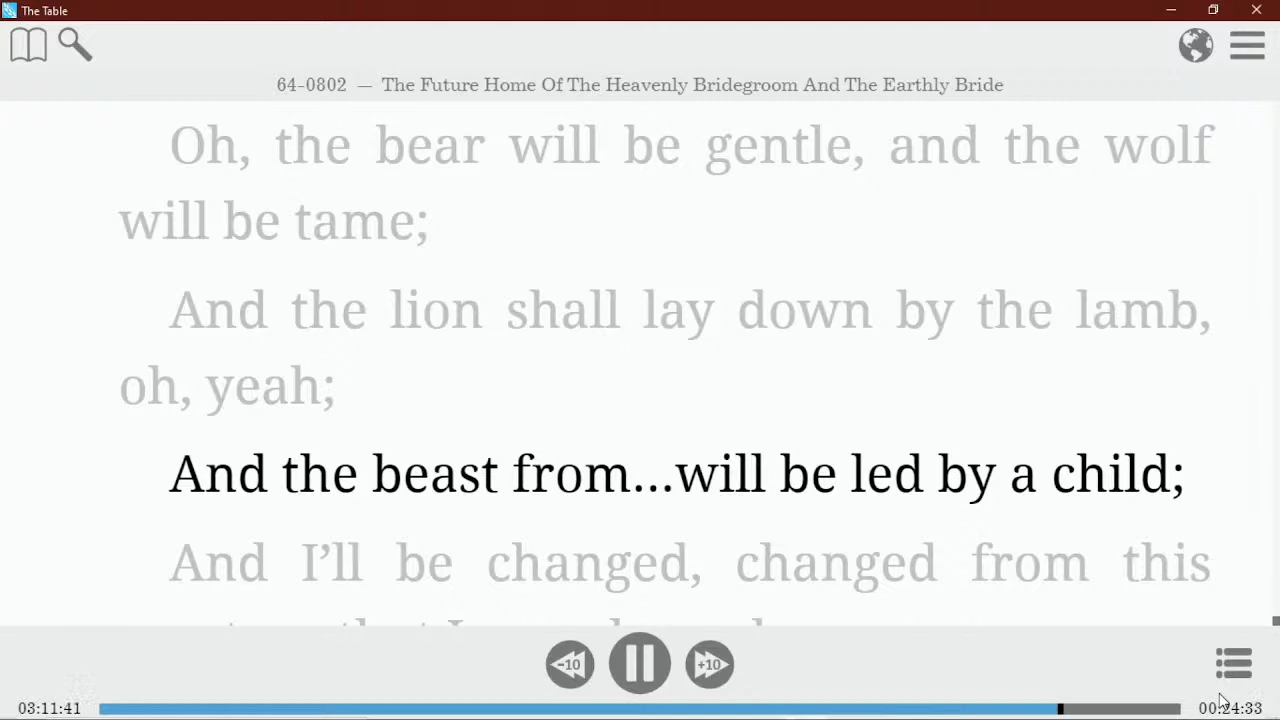 The Table
64-0802 — The Future Home Of The Heavenly Bridegroom And The Earthly Bride
Oh, the bear will be gentle, and the wolf
will be tame;
And the lion shall lay down by the lamb,
oh, yeah;
And the beast from…will be led by a child;
And I’ll be changed, changed from this
-10
+10
03:11:41
00:24:33